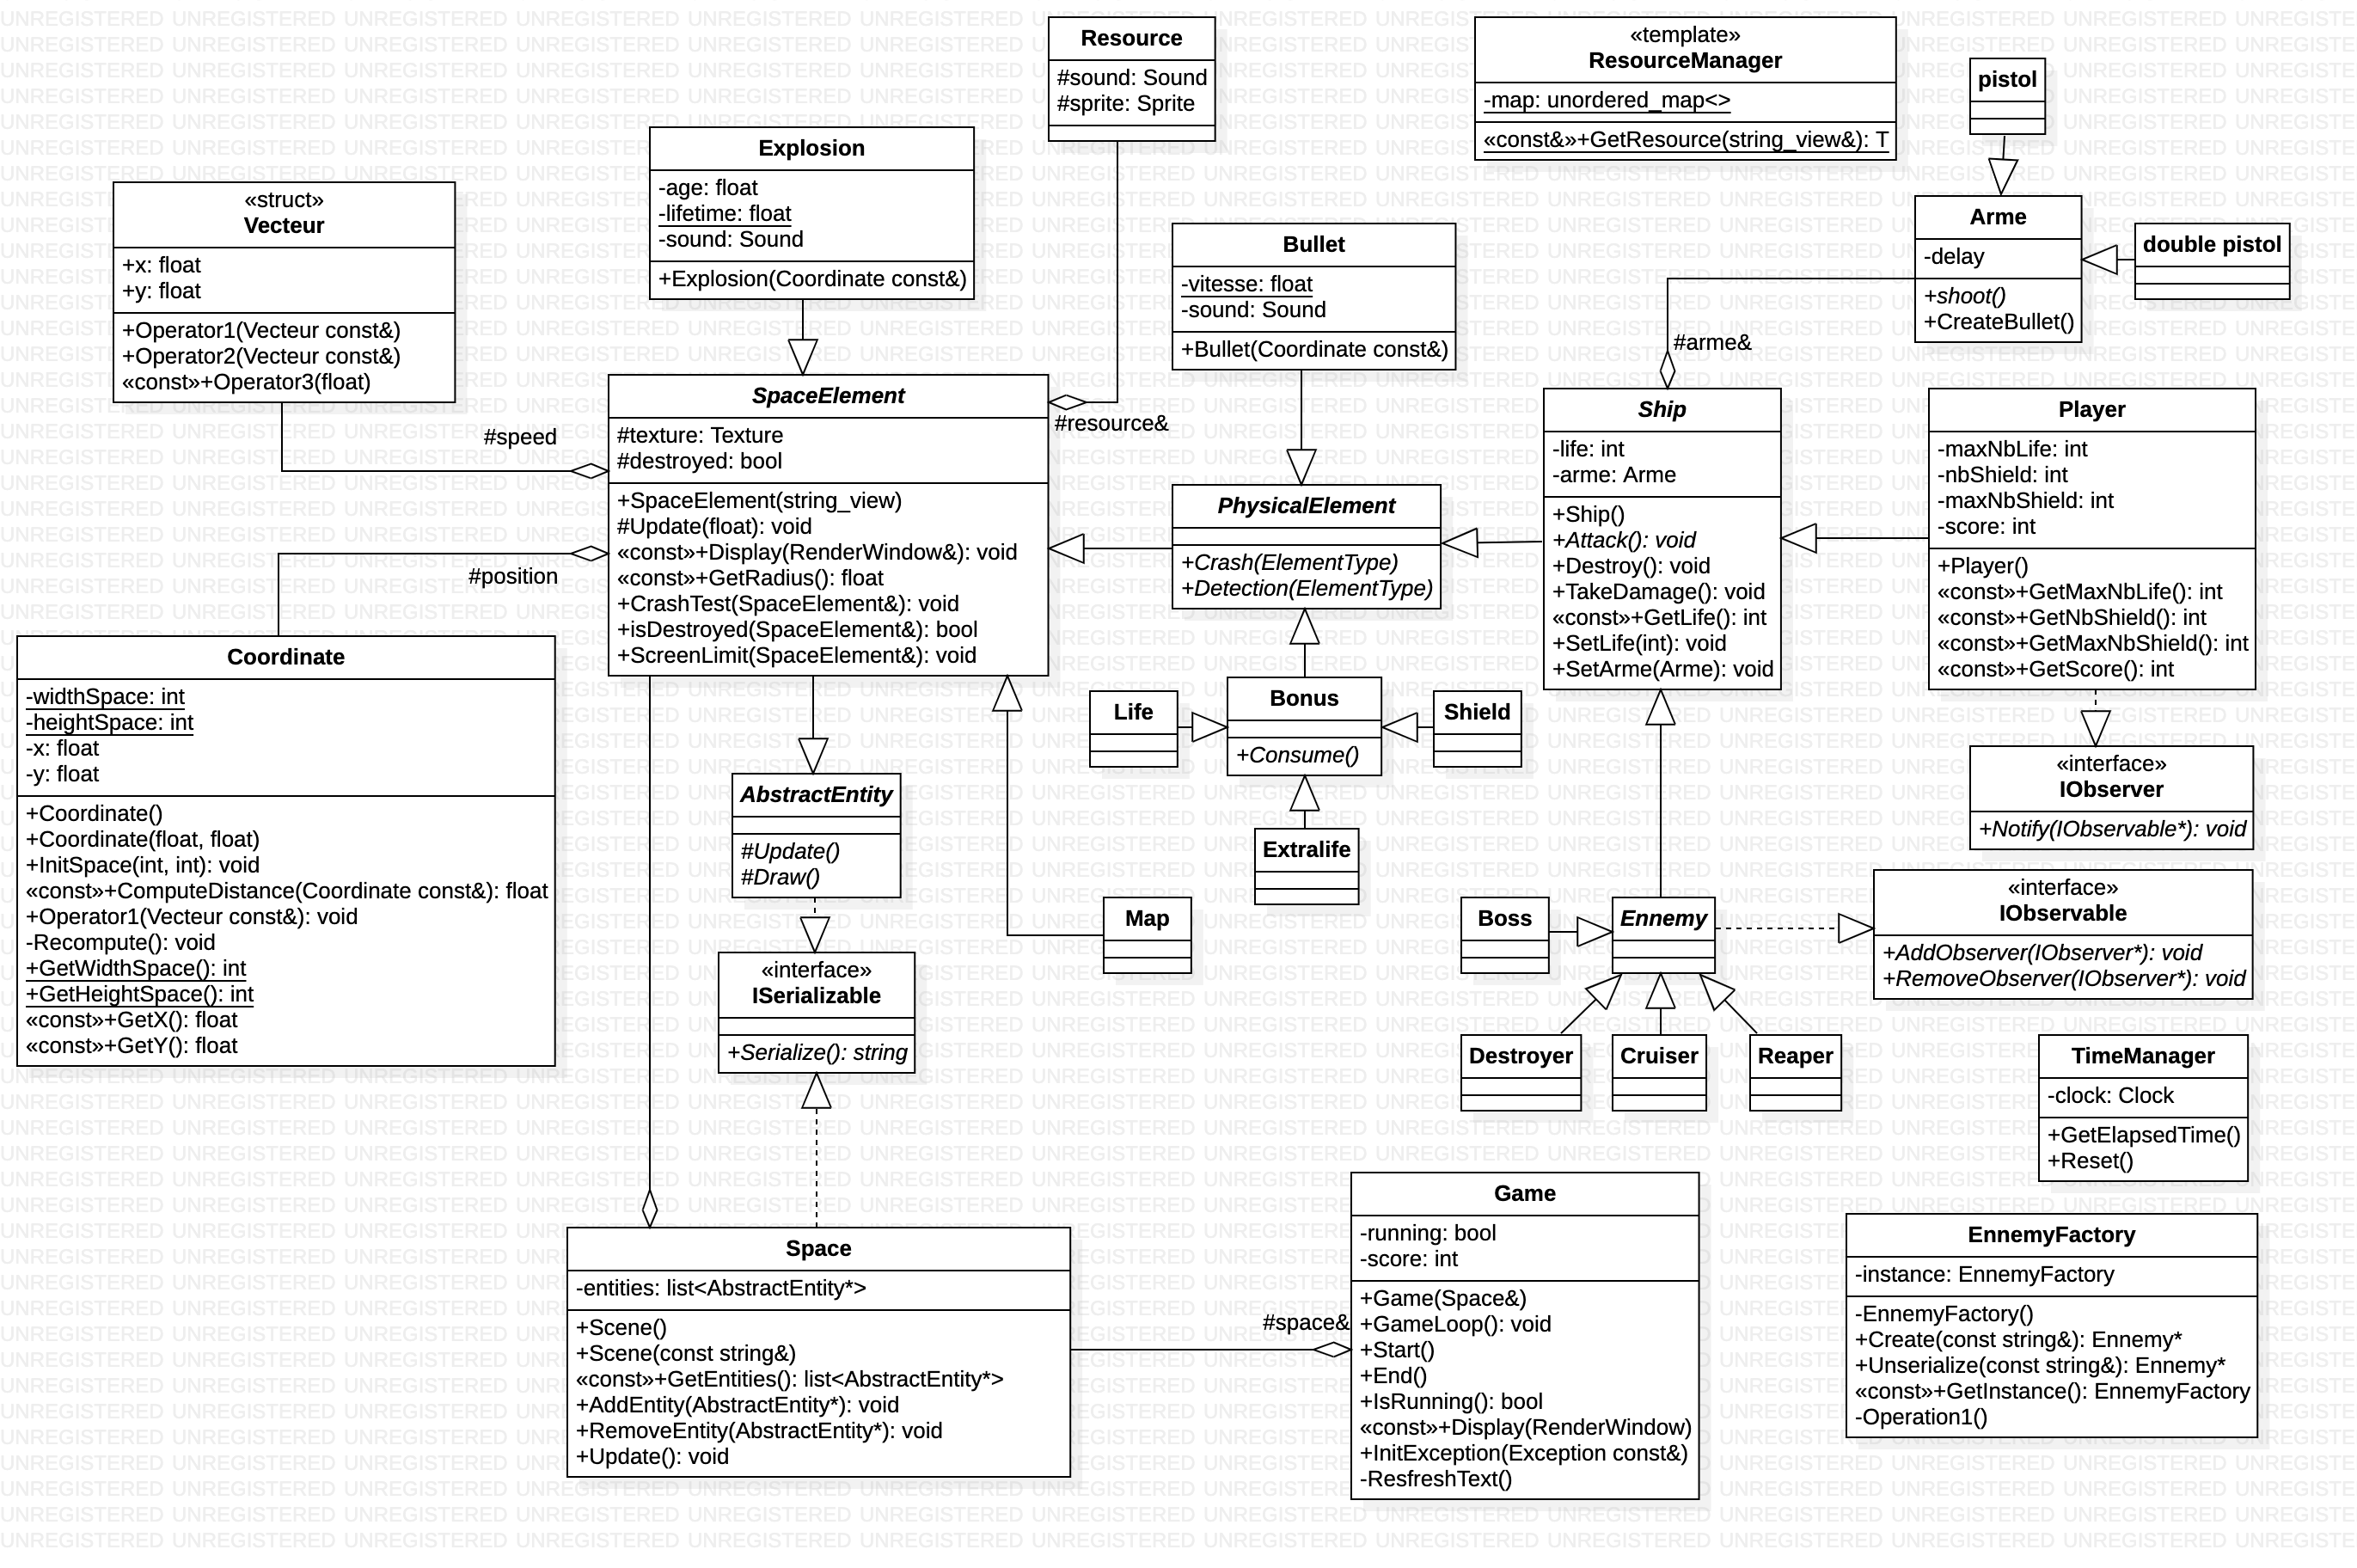 Resource
#sound: Sound
#sprite: Sprite
«template»
ResourceManager
-map: unordered_map<>
«const&»+GetResource(string_view&): T
pistol
Explosion
-age: float
-lifetime: float
-sound: Sound
+Explosion(Coordinate const&)
«struct»
Vecteur
+x: float
+y: float
+Operator1(Vecteur const&)
+Operator2(Vecteur const&)
«const»+Operator3(float)
Bullet
-vitesse: float
-sound: Sound
+Bullet(Coordinate const&)
Arme
-delay
+shoot()
+CreateBullet()
double pistol
#arme&
#speed
#resource&
#position
SpaceElement
#texture: Texture
#destroyed: bool
+SpaceElement(string_view)
#Update(float): void
«const»+Display(RenderWindow&): void
«const»+GetRadius(): float
+CrashTest(SpaceElement&): void
+isDestroyed(SpaceElement&): bool
+ScreenLimit(SpaceElement&): void
PhysicalElement
+Crash(ElementType)
+Detection(ElementType)
Ship
-life: int
-arme: Arme
+Ship()
+Attack(): void
+Destroy(): void
+TakeDamage(): void
«const»+GetLife(): int
+SetLife(int): void
+SetArme(Arme): void
Player
-maxNbLife: int
-nbShield: int
-maxNbShield: int
-score: int
+Player()
«const»+GetMaxNbLife(): int
«const»+GetNbShield(): int
«const»+GetMaxNbShield(): int
«const»+GetScore(): int
Coordinate
-widthSpace: int
-heightSpace: int
-x: float
-y: float
+Coordinate()
+Coordinate(float, float)
+InitSpace(int, int): void
«const»+ComputeDistance(Coordinate const&): float
+Operator1(Vecteur const&): void
-Recompute(): void
+GetWidthSpace(): int
+GetHeightSpace(): int
«const»+GetX(): float
«const»+GetY(): float
Life
Bonus
+Consume()
Shield
Extralife
«interface»
IObserver
+Notify(IObservable*): void
AbstractEntity
#Update()
#Draw()
Map
Boss
Ennemy
«interface»
IObservable
+AddObserver(IObserver*): void
+RemoveObserver(IObserver*): void
«interface»
ISerializable
+Serialize(): string
Destroyer
Cruiser
Reaper
TimeManager
-clock: Clock
+GetElapsedTime()
+Reset()
Space
-entities: list<AbstractEntity*>
+Scene()
+Scene(const string&)
«const»+GetEntities(): list<AbstractEntity*>
+AddEntity(AbstractEntity*): void
+RemoveEntity(AbstractEntity*): void
+Update(): void
#space&
Game
-running: bool
-score: int
+Game(Space&)
+GameLoop(): void
+Start()
+End()
+IsRunning(): bool
«const»+Display(RenderWindow)
+InitException(Exception const&)
-ResfreshText()
EnnemyFactory
-instance: EnnemyFactory
-EnnemyFactory()
+Create(const string&): Ennemy*
+Unserialize(const string&): Ennemy*
«const»+GetInstance(): EnnemyFactory
-Operation1()